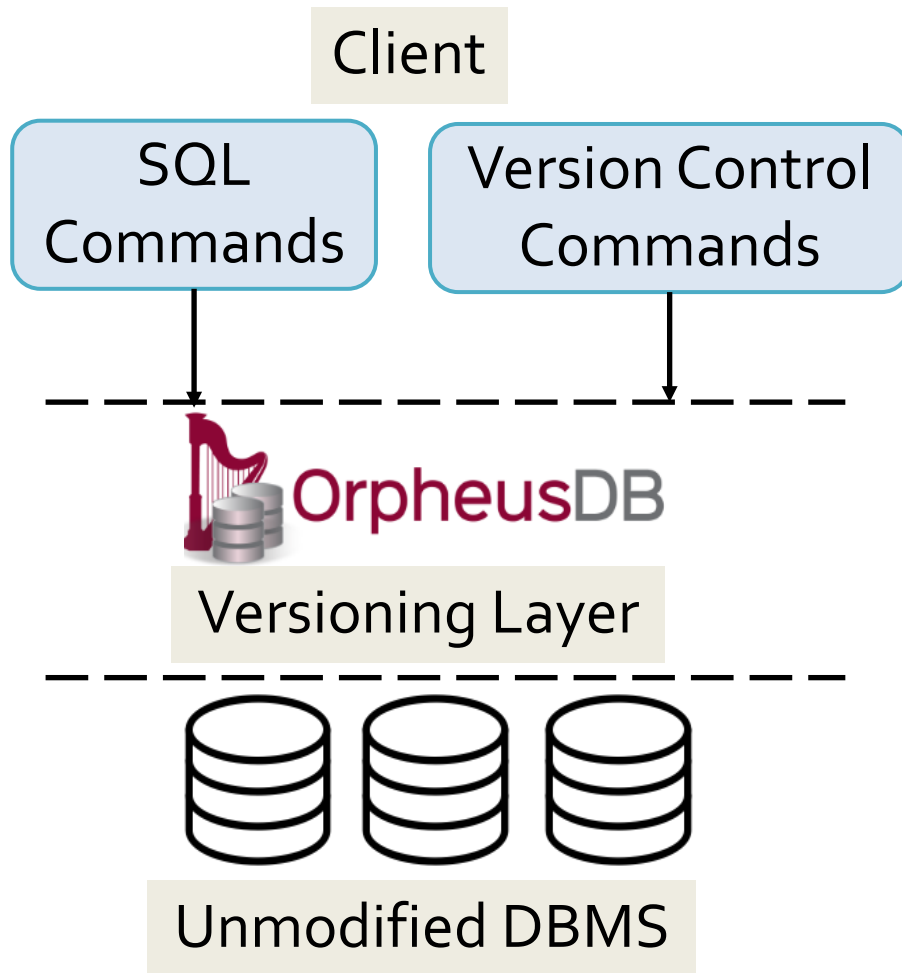 Client
SQL
Commands
Version Control
Commands
OrpheusDB
Versioning Layer
Unmodified DBMS